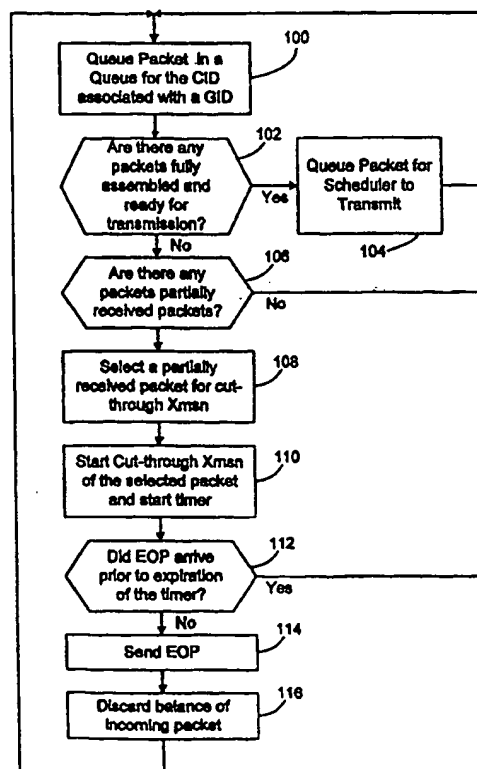 Queue Packet .in a
Queue for the CID
associated with a GID
100
Are there any
packets fully
assembled and
ready for
transmission?
102
Yes
Queue Packet for
Scheduler to
Transmit
104
No
Are there any
packets partially
received packets?
106
No
Select a partially
received packet for cut-
through Xmsn
108
Start Cut-through Xmsn
of the selected packet
and start timer
110
Did EOP arrive
prior to expiration
of the timer?
112
Yes
No
Send EOP
114
Discard balance of
incoming packet
116